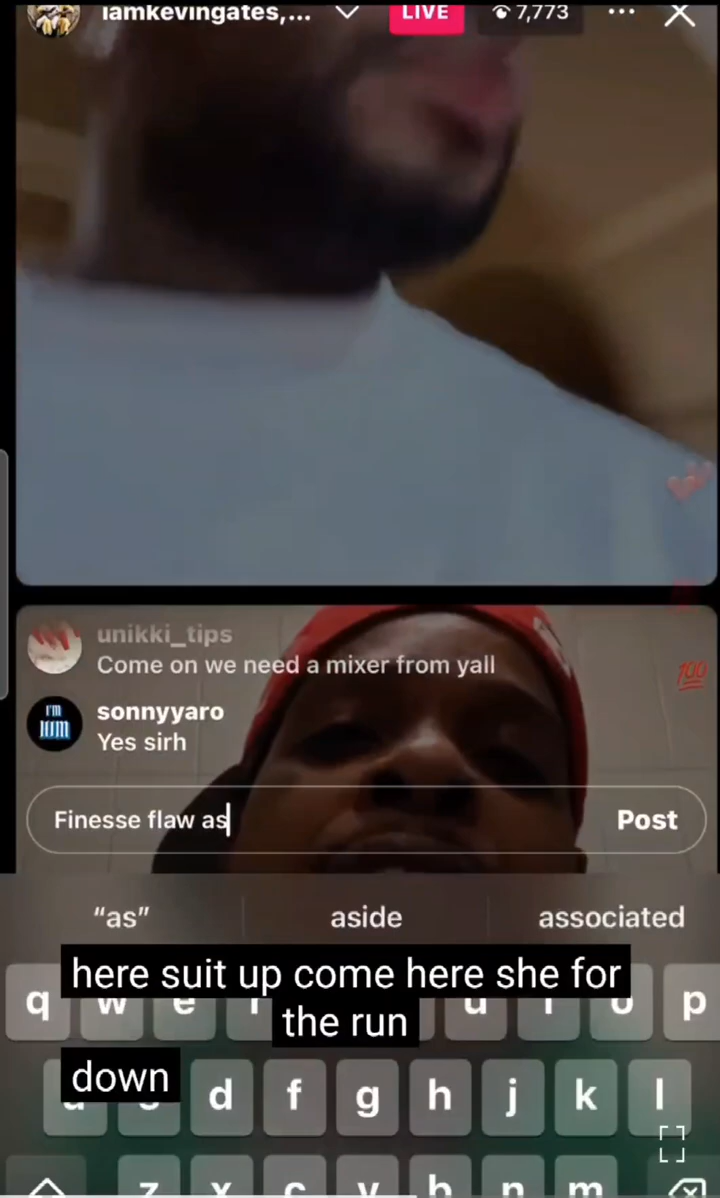 iamkevingates,...
LIVE
7,773
unikki_tips
Come on we need a mixer from yall
I'M
sonnyyaro
Yes sirh
Finesse flaw as
Post
"as"
aside
associated
here suit up come here she for
the run
down
q w e u o p
d f g h j k l
z x c v b n m
100